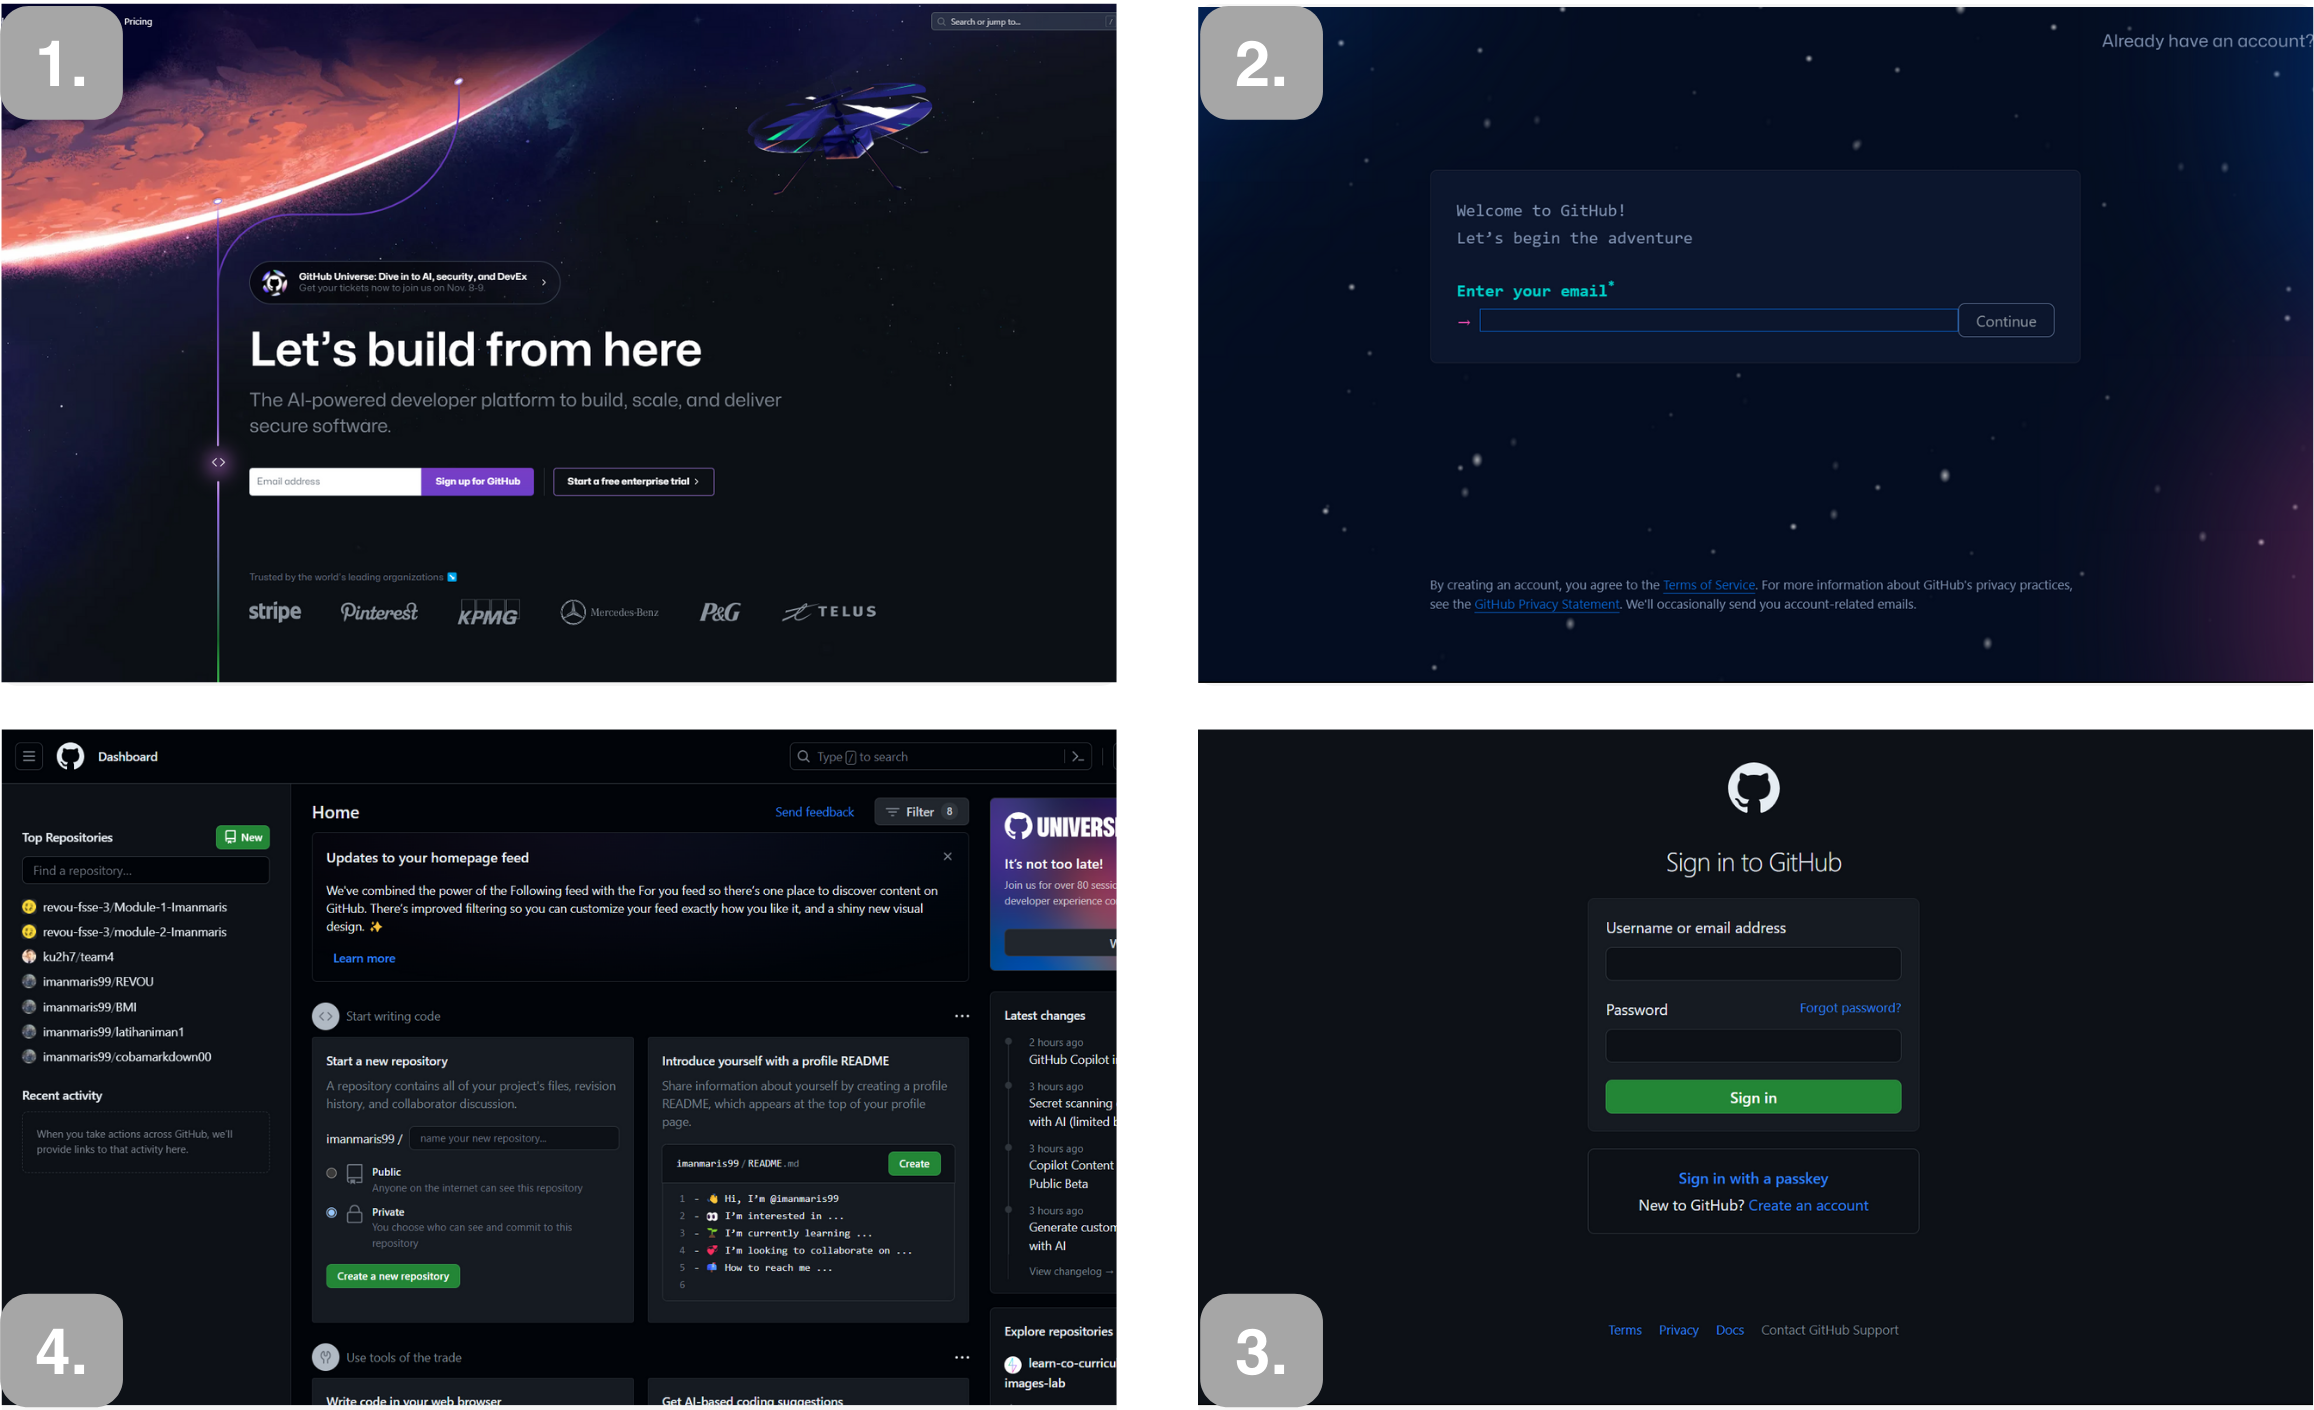 1.
Pricing
Search or jump to...
/
GitHub Universe: Dive in to AI, security, and DevEx
Get your tickets now to join us on Nov. 8-9.
Let's build from here
The AI-powered developer platform to build, scale, and deliver
secure software.
Email address
Sign up for GitHub
Start a free enterprise trial
Trusted by the world's leading organizations
stripe
Pinterest
KPMG
Mercedes-Benz
P&G
TELUS
2.
Already have an account?
Welcome to GitHub!
Let's begin the adventure
Enter your email*
→
Continue
By creating an account, you agree to the Terms of Service. For more information about GitHub's privacy practices,
see the GitHub Privacy Statement. We'll occasionally send you account-related emails.
Sign in to GitHub
Username or email address
Password
Forgot password?
Sign in
Sign in with a passkey
New to GitHub? Create an account
Terms
Privacy
Docs
Contact GitHub Support
3.
Dashboard
Type / to search
Top Repositories
New
Find a repository...
revou-fsse-3/Module-1-Imanmaris
revou-fsse-3/module-2-Imanmaris
ku2h7/team4
imanmaris99/REVOU
imanmaris99/BMI
imanmaris99/latihaniman1
imanmaris99/cobamarkdown00
Recent activity
When you take actions across GitHub, we'll
provide links to that activity here.
Home
Send feedback
Filter 8
Updates to your homepage feed
We've combined the power of the Following feed with the For you feed so there's one place to discover content on
GitHub. There's improved filtering so you can customize your feed exactly how you like it, and a shiny new visual
design. ✨
Learn more
Start writing code
...
Start a new repository
A repository contains all of your project's files, revision
history, and collaborator discussion.
imanmaris99 /
name your new repository...
Public
Anyone on the internet can see this repository
Private
You choose who can see and commit to this
repository
Create a new repository
Introduce yourself with a profile README
Share information about yourself by creating a profile
README, which appears at the top of your profile
page.
imanmaris99 / README.md
Create
1 - 👋 Hi, I'm @imanmaris99
2 - 👀 I'm interested in ...
3 - 🌱 I'm currently learning ...
4 - 💞️ I'm looking to collaborate on ...
5 - 📫 How to reach me ...
6
Use tools of the trade
...
Write code in your web browser
Get AI-based coding suggestions
UNIVERS
It's not too late!
Join us for over 80 sessio
developer experience co
Latest changes
2 hours ago
GitHub Copilot i
3 hours ago
Secret scanning
with AI (limited b
3 hours ago
Copilot Content
Public Beta
3 hours ago
Generate custom
with AI
View changelog →
Explore repositories
learn-co-curricu
images-lab
4.